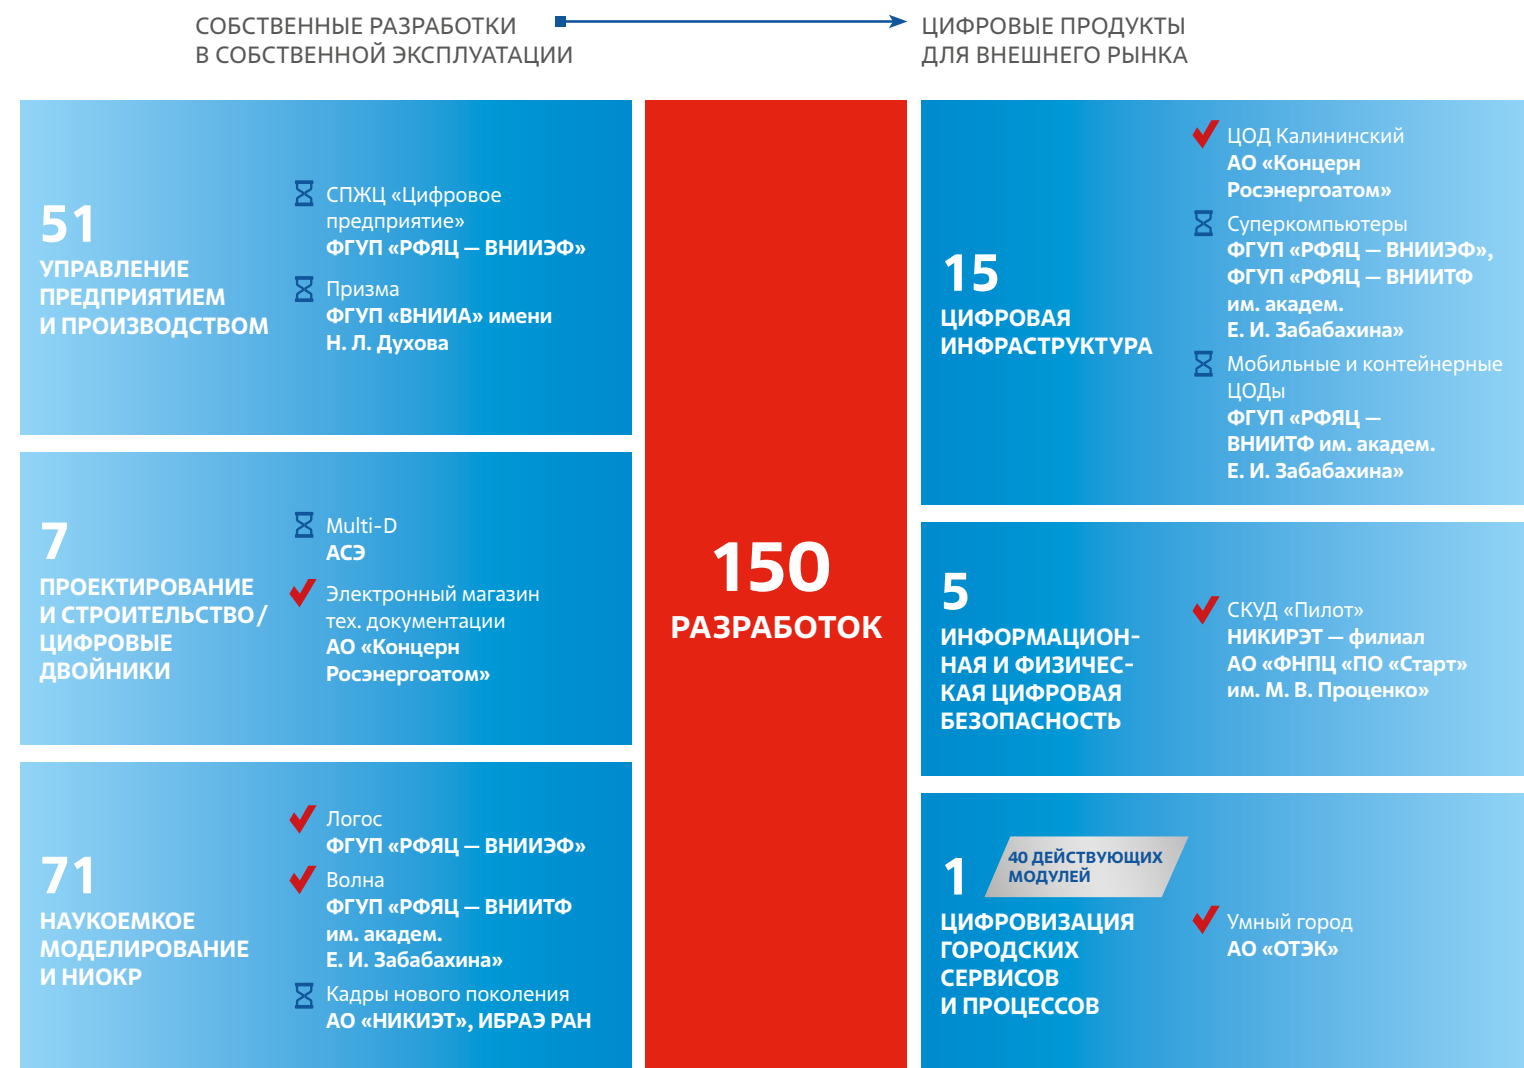 СОБСТВЕННЫЕ РАЗРАБОТКИ
В СОБСТВЕННОЙ ЭКСПЛУАТАЦИИ
ЦИФРОВЫЕ ПРОДУКТЫ
ДЛЯ ВНЕШНЕГО РЫНКА
51
УПРАВЛЕНИЕ
ПРЕДПРИЯТИЕМ
И ПРОИЗВОДСТВОМ
СПЖЦ «Цифровое
предприятие»
ФГУП «РФЯЦ — ВНИИЭФ»
Призма
ФГУП «ВНИИА» имени
Н. Л. Духова
7
ПРОЕКТИРОВАНИЕ
И СТРОИТЕЛЬСТВО/
ЦИФРОВЫЕ
ДВОЙНИКИ
Multi-D
АСЭ
Электронный магазин
тех. документации
АО «Концерн
Росэнергоатом»
71
НАУКОЕМКОЕ
МОДЕЛИРОВАНИЕ
И НИОКР
Логос
ФГУП «РФЯЦ — ВНИИЭФ»
Волна
ФГУП «РФЯЦ — ВНИИТФ
им. академ.
Е. И. Забабахина»
Кадры нового поколения
АО «НИКИЭТ», ИБРАЭ РАН
150
РАЗРАБОТОК
15
ЦИФРОВАЯ
ИНФРАСТРУКТУРА
ЦОД Калининский
АО «Концерн
Росэнергоатом»
Суперкомпьютеры
ФГУП «РФЯЦ — ВНИИЭФ»,
ФГУП «РФЯЦ — ВНИИТФ
им. академ.
Е. И. Забабахина»
Мобильные и контейнерные
ЦОДы
ФГУП «РФЯЦ —
ВНИИТФ им. академ.
Е. И. Забабахина»
5
ИНФОРМАЦИОН-
НАЯ И ФИЗИЧЕС-
КАЯ ЦИФРОВАЯ
БЕЗОПАСНОСТЬ
СКУД «Пилот»
НИКИРЭТ — филиал
АО «ФНПЦ «ПО «Старт»
им. М. В. Проценко»
1
40 ДЕЙСТВУЮЩИХ
МОДУЛЕЙ
ЦИФРОВИЗАЦИЯ
ГОРОДСКИХ
СЕРВИСОВ
И ПРОЦЕССОВ
Умный город
АО «ОТЭК»